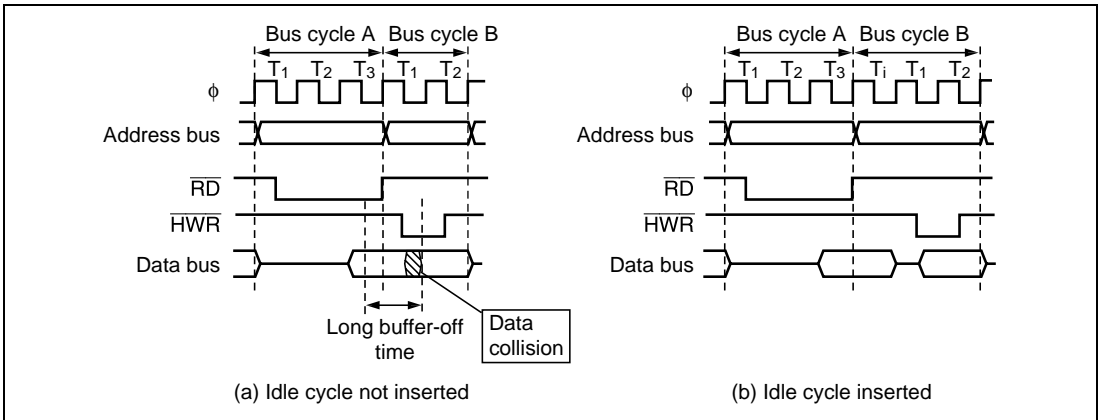 Bus cycle A Bus cycle B
T1 T2 T3 T1 T2
φ
Address bus
RD
HWR
Data bus
Long buffer-off
time
Data
collision
(a) Idle cycle not inserted
Bus cycle A Bus cycle B
T1 T2 T3 Ti T1 T2
φ
Address bus
RD
HWR
Data bus
(b) Idle cycle inserted